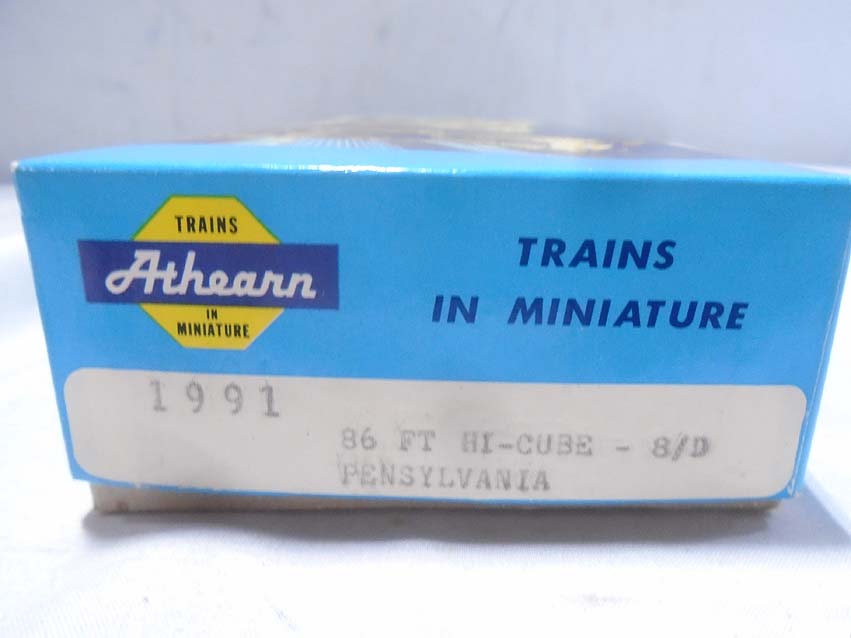 TRAINS
Athearn
IN
MINIATURE
TRAINS
IN MINIATURE
1991
86 FT HI-CUBE - 8/D
PENSYLVANIA